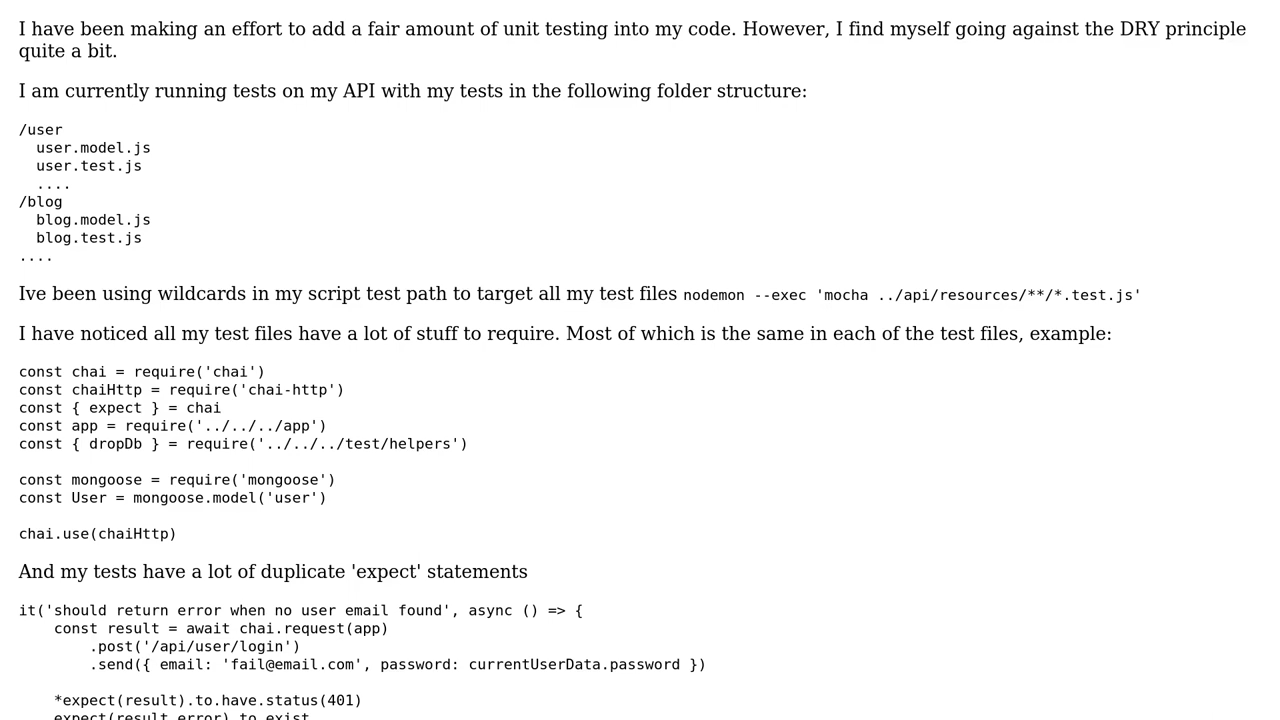 I have been making an effort to add a fair amount of unit testing into my code. However, I find myself going against the DRY principle
quite a bit.
I am currently running tests on my API with my tests in the following folder structure:
/user
  user.model.js
  user.test.js
  ....
/blog
  blog.model.js
  blog.test.js
....
Ive been using wildcards in my script test path to target all my test files nodemon --exec 'mocha ../api/resources/**/*.test.js'
I have noticed all my test files have a lot of stuff to require. Most of which is the same in each of the test files, example:
const chai = require('chai')
const chaiHttp = require('chai-http')
const { expect } = chai
const app = require('../../../app')
const { dropDb } = require('../../../test/helpers')
const mongoose = require('mongoose')
const User = mongoose.model('user')
chai.use(chaiHttp)
And my tests have a lot of duplicate 'expect' statements
it('should return error when no user email found', async () => {
    const result = await chai.request(app)
        .post('/api/user/login')
        .send({ email: 'fail@email.com', password: currentUserData.password })
    *expect(result).to.have.status(401)
    expect(result.error).to.exist